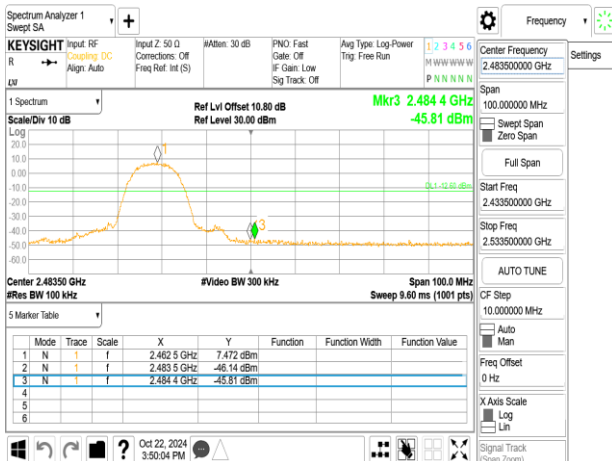 Spectrum Analyzer 1
Swept SA
+
Frequency
KEYSIGHT
R
Input: RF
Coupling: DC
Align: Auto
Input Z: 50 Ω
Corrections: Off
Freq Ref: Int (S)
#Atten: 30 dB
PNO: Fast
Gate: Off
IF Gain: Low
Sig Track: Off
Avg Type: Log-Power
Trig: Free Run
1 2 3 4 5 6
M W W W W W
P N N N N N
LXI
1 Spectrum
Scale/Div 10 dB
Ref Lvl Offset 10.80 dB
Ref Level 30.00 dBm
Mkr3 2.484 4 GHz
-45.81 dBm
Log
20.0
10.0
0.00
-10.0
-20.0
-30.0
-40.0
-50.0
-60.0
1
3
DL1 -12.60 dBm
Center 2.48350 GHz
#Res BW 100 kHz
#Video BW 300 kHz
Span 100.0 MHz
Sweep 9.60 ms (1001 pts)
5 Marker Table
Mode Trace Scale X Y Function Function Width Function Value
1 N 1 f 2.462 5 GHz 7.472 dBm
2 N 1 f 2.483 5 GHz -46.14 dBm
3 N 1 f 2.484 4 GHz -45.81 dBm
4
5
6
?
Oct 22, 2024
3:50:04 PM
Center Frequency
2.483500000 GHz
Settings
Span
100.000000 MHz
Swept Span
Zero Span
Full Span
Start Freq
2.433500000 GHz
Stop Freq
2.533500000 GHz
AUTO TUNE
CF Step
10.000000 MHz
Auto
Man
Freq Offset
0 Hz
X Axis Scale
Log
Lin
Signal Track
(Span Zoom)